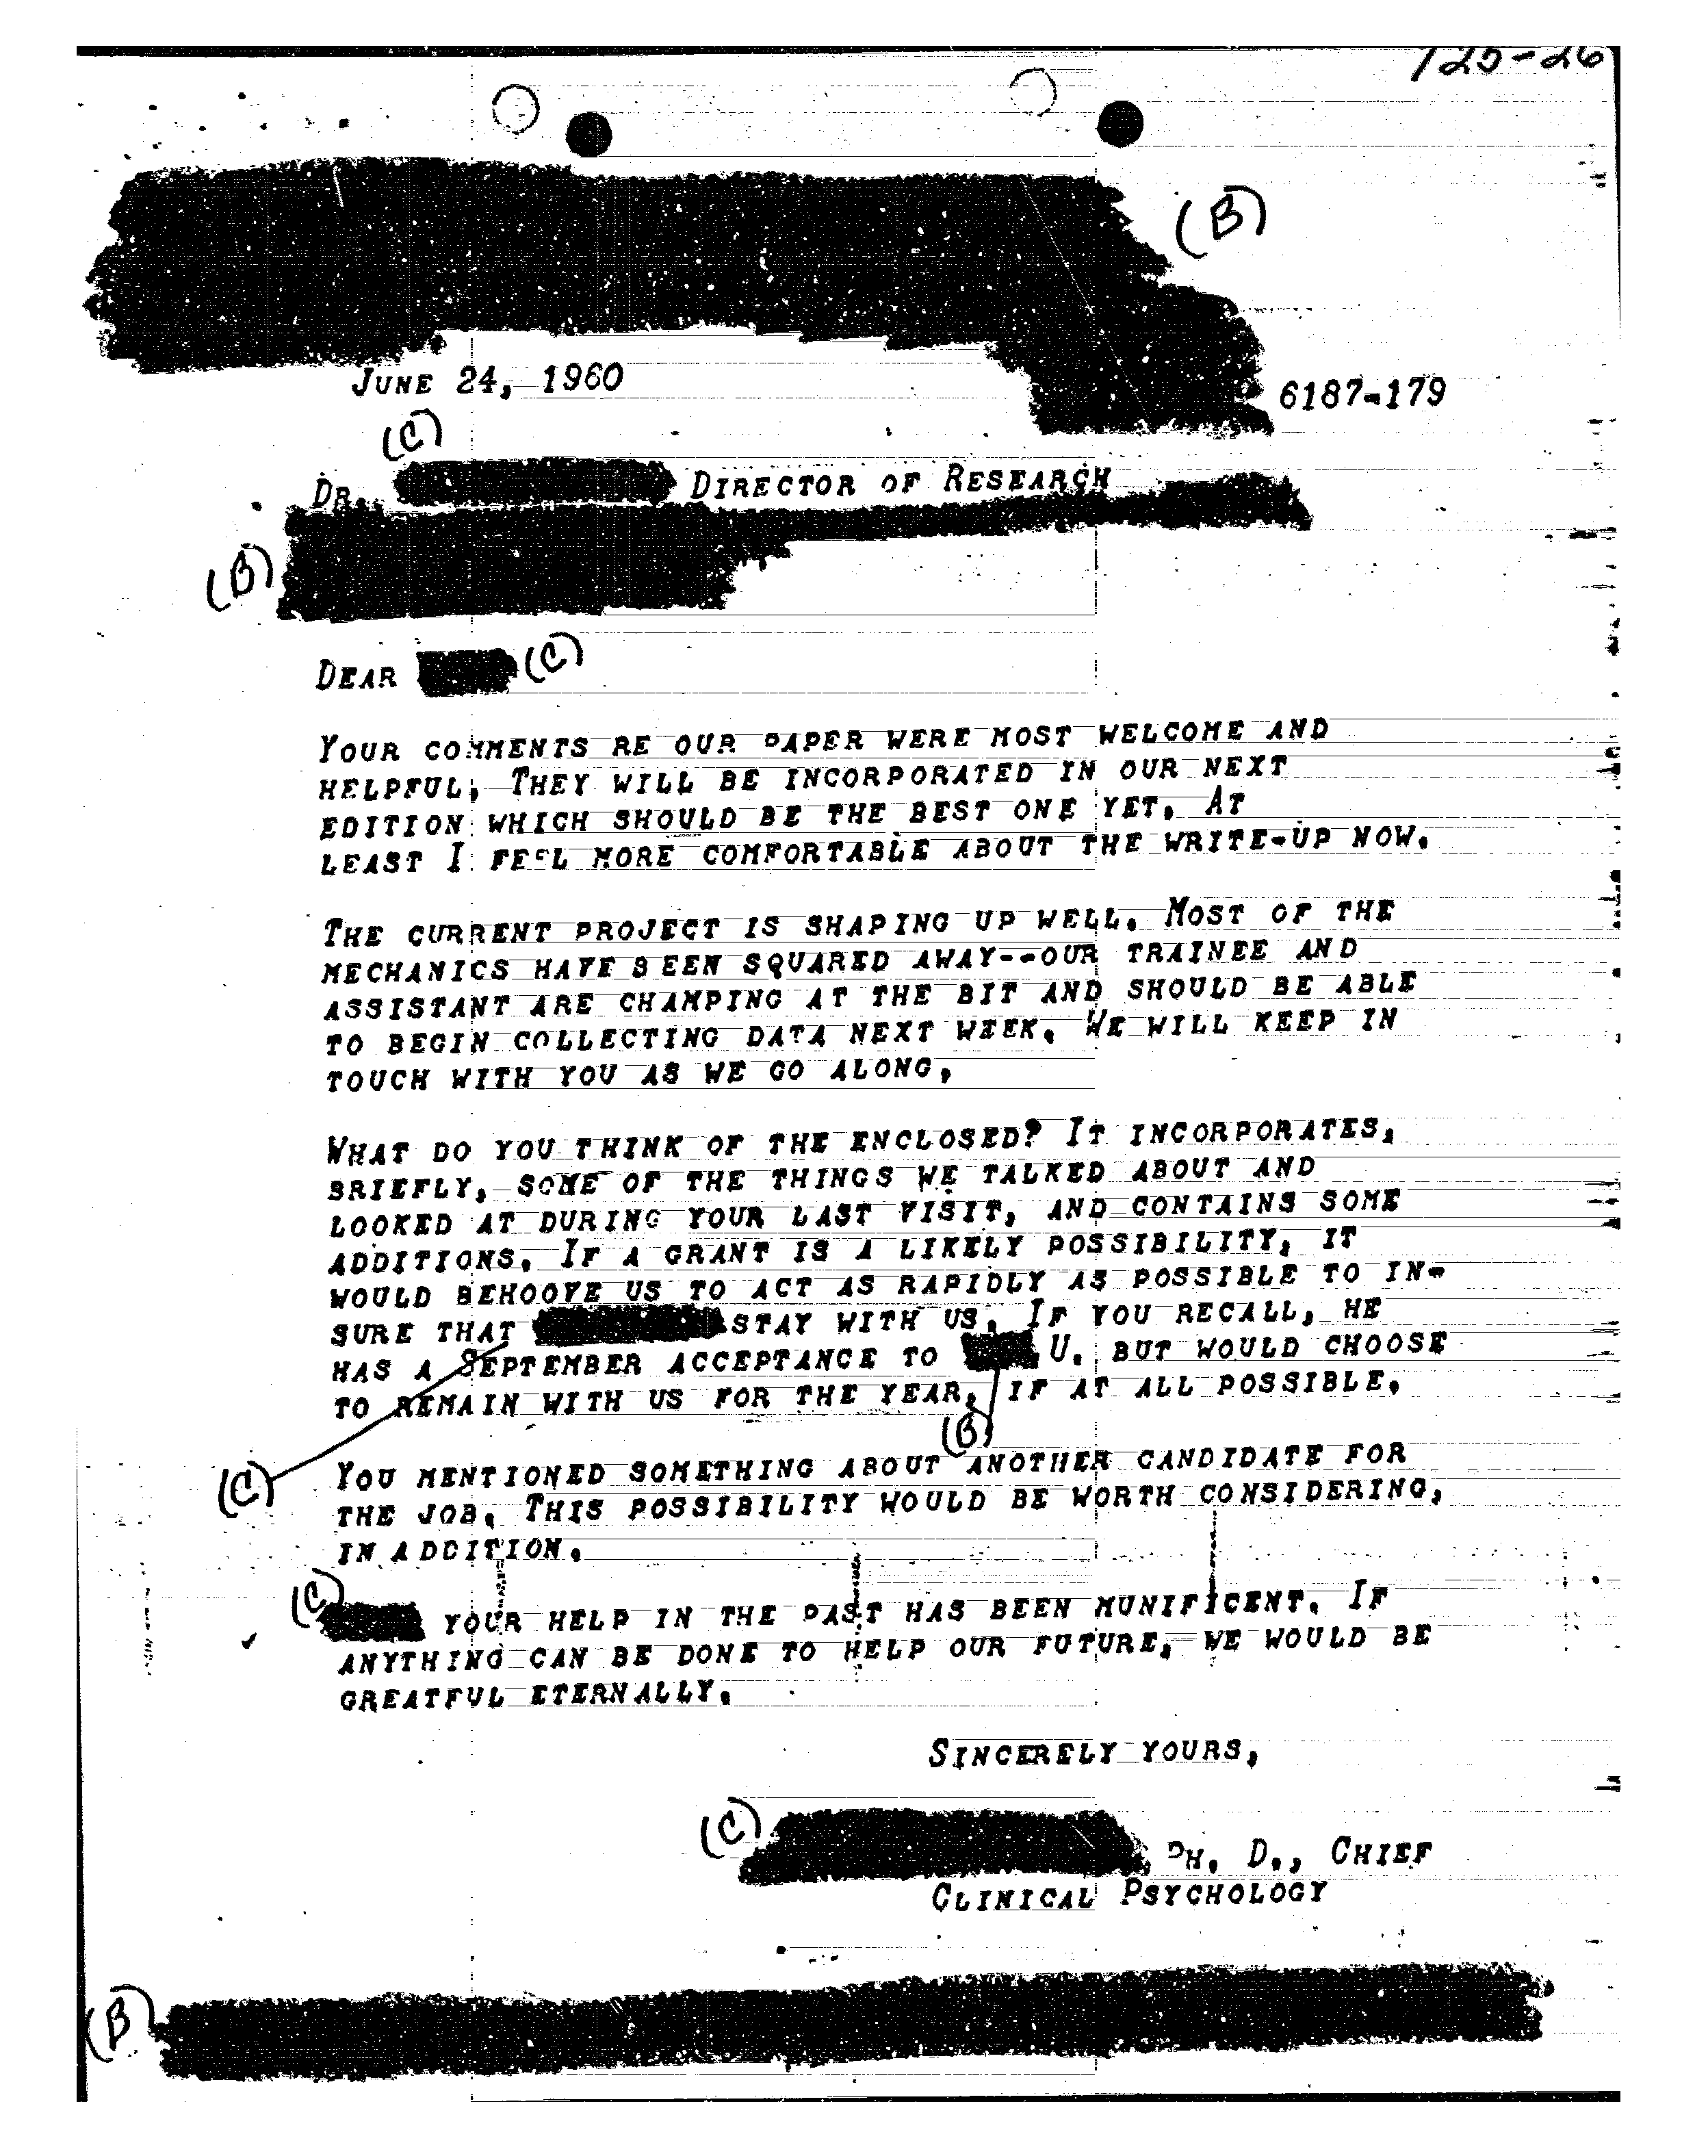 125-26
(B)
JUNE 24, 1960
6187-179
(C)
DR. DIRECTOR OF RESEARCH
(B)
DEAR (C)
YOUR COMMENTS RE OUR PAPER WERE MOST WELCOME AND
HELPFUL. THEY WILL BE INCORPORATED IN OUR NEXT
EDITION WHICH SHOULD BE THE BEST ONE YET. AT
LEAST I FEEL MORE COMFORTABLE ABOUT THE WRITE-UP NOW.
THE CURRENT PROJECT IS SHAPING UP WELL. MOST OF THE
MECHANICS HAVE BEEN SQUARED AWAY--OUR TRAINEE AND
ASSISTANT ARE CHAMPING AT THE BIT AND SHOULD BE ABLE
TO BEGIN COLLECTING DATA NEXT WEEK. WE WILL KEEP IN
TOUCH WITH YOU AS WE GO ALONG.
WHAT DO YOU THINK OF THE ENCLOSED? IT INCORPORATES,
BRIEFLY, SOME OF THE THINGS WE TALKED ABOUT AND
LOOKED AT DURING YOUR LAST VISIT, AND CONTAINS SOME
ADDITIONS. IF A GRANT IS A LIKELY POSSIBILITY, IT
WOULD BEHOOVE US TO ACT AS RAPIDLY AS POSSIBLE TO IN-
SURE THAT STAY WITH US. IF YOU RECALL, HE
HAS A SEPTEMBER ACCEPTANCE TO U. BUT WOULD CHOOSE
TO REMAIN WITH US FOR THE YEAR, IF AT ALL POSSIBLE.
(B)
(C)
YOU MENTIONED SOMETHING ABOUT ANOTHER CANDIDATE FOR
THE JOB. THIS POSSIBILITY WOULD BE WORTH CONSIDERING,
IN ADDITION.
(C)
YOUR HELP IN THE PAST HAS BEEN MUNIFICENT. IF
ANYTHING CAN BE DONE TO HELP OUR FUTURE, WE WOULD BE
GREATFUL ETERNALLY.
SINCERELY YOURS,
(C)
PH. D., CHIEF
CLINICAL PSYCHOLOGY
(B)